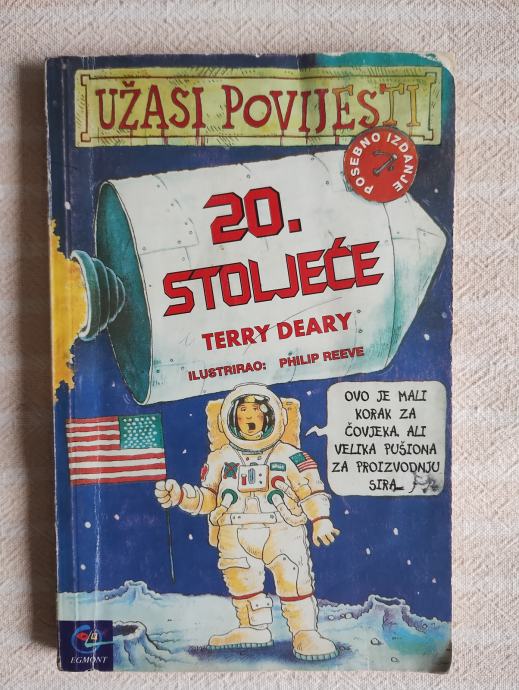 UŽASI POVIJESTI
POSEBNO IZDANJE
20.
STOLJEĆE
TERRY DEARY
ILUSTRIRAO: PHILIP REEVE
OVO JE MALI
KORAK ZA
ČOVJEKA, ALI
VELIKA PUŠIONA
ZA PROIZVODNJU
SIRA...
EGMONT